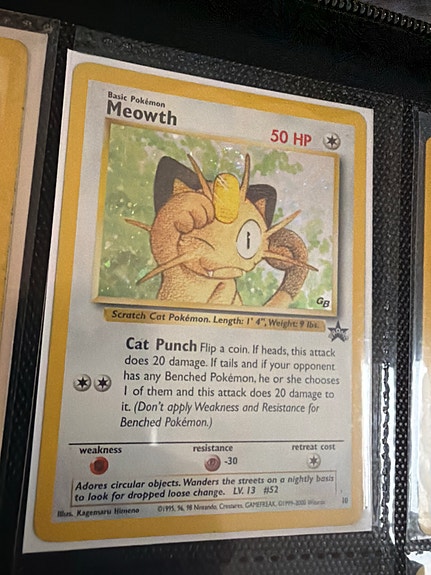 Basic Pokémon
Meowth
50 HP
GB
Scratch Cat Pokémon. Length: 1' 4", Weight: 9 lbs.
Cat Punch Flip a coin. If heads, this attack
does 20 damage. If tails and if your opponent
has any Benched Pokémon, he or she chooses
1 of them and this attack does 20 damage to
it. (Don't apply Weakness and Resistance for
Benched Pokémon.)
weakness resistance retreat cost
-30
Adores circular objects. Wanders the streets on a nightly basis
to look for dropped loose change. LV. 13 #52
Illus. Kagemaru Himeno ©1995, 96, 98 Nintendo, Creatures, GAMEFREAK. ©1999-2000 Wizards. 10